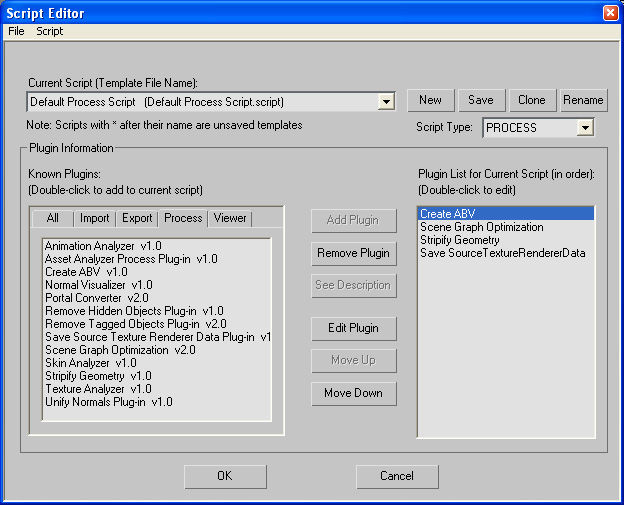 Script Editor
File Script
Current Script (Template File Name):
Default Process Script (Default Process Script.script)
New Save Clone Rename
Note: Scripts with * after their name are unsaved templates
Script Type: PROCESS
Plugin Information
Known Plugins:
(Double-click to add to current script)
All Import Export Process Viewer
Animation Analyzer v1.0
Asset Analyzer Process Plug-in v1.0
Create ABV v1.0
Normal Visualizer v1.0
Portal Converter v2.0
Remove Hidden Objects Plug-in v1.0
Remove Tagged Objects Plug-in v2.0
Save Source Texture Renderer Data Plug-in v1
Scene Graph Optimization v2.0
Skin Analyzer v1.0
Stripify Geometry v1.0
Texture Analyzer v1.0
Unify Normals Plug-in v1.0
Add Plugin
Remove Plugin
See Description
Edit Plugin
Move Up
Move Down
Plugin List for Current Script (in order):
(Double-click to edit)
Create ABV
Scene Graph Optimization
Stripify Geometry
Save SourceTextureRendererData
OK Cancel